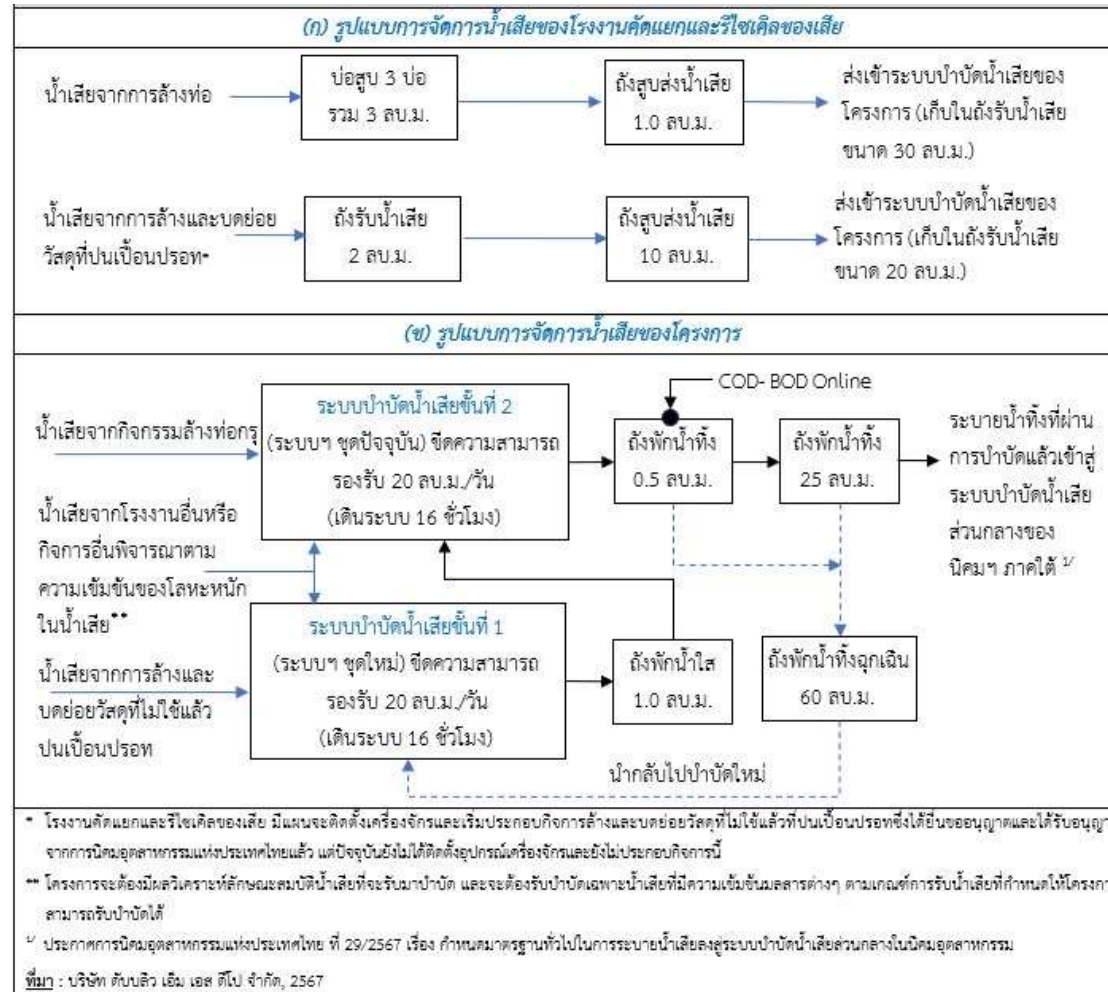 (ก) รูปแบบการจัดการน้ำเสียของโรงงานคัดแยกและรีไซเคิลของเสีย
น้ำเสียจากการล้างท่อ
บ่อสูบ 3 บ่อ
รวม 3 ลบ.ม.
ถังสูบส่งน้ำเสีย
1.0 ลบ.ม.
ส่งเข้าระบบบำบัดน้ำเสียของ
โครงการ (เก็บในถังรับน้ำเสีย
ขนาด 30 ลบ.ม.)
น้ำเสียจากการล้างและบดย่อย
วัสดุที่ปนเปื้อนปรอท*
ถังรับน้ำเสีย
2 ลบ.ม.
ถังสูบส่งน้ำเสีย
10 ลบ.ม.
ส่งเข้าระบบบำบัดน้ำเสียของ
โครงการ (เก็บในถังรับน้ำเสีย
ขนาด 20 ลบ.ม.)
(ข) รูปแบบการจัดการน้ำเสียของโครงการ
น้ำเสียจากกิจกรรมล้างท่อกรุ
ระบบบำบัดน้ำเสียขั้นที่ 2
(ระบบฯ ชุดปัจจุบัน) ขีดความสามารถ
รองรับ 20 ลบ.ม./วัน
(เดินระบบ 16 ชั่วโมง)
COD- BOD Online
ถังพักน้ำทิ้ง
0.5 ลบ.ม.
ถังพักน้ำทิ้ง
25 ลบ.ม.
ระบายน้ำทิ้งที่ผ่าน
การบำบัดแล้วเข้าสู่
ระบบบำบัดน้ำเสีย
ส่วนกลางของ
นิคมฯ ภาคใต้ 1/
น้ำเสียจากโรงงานอื่นหรือ
กิจการอื่นพิจารณาตาม
ความเข้มข้นของโลหะหนัก
ในน้ำเสีย**
น้ำเสียจากการล้างและ
บดย่อยวัสดุที่ไม่ใช้แล้ว
ปนเปื้อนปรอท
ระบบบำบัดน้ำเสียขั้นที่ 1
(ระบบฯ ชุดใหม่) ขีดความสามารถ
รองรับ 20 ลบ.ม./วัน
(เดินระบบ 16 ชั่วโมง)
ถังพักน้ำใส
1.0 ลบ.ม.
ถังพักน้ำทิ้งฉุกเฉิน
60 ลบ.ม.
นำกลับไปบำบัดใหม่
* โรงงานคัดแยกและรีไซเคิลของเสีย มีแผนจะติดตั้งเครื่องจักรและเริ่มประกอบกิจการล้างและบดย่อยวัสดุที่ไม่ใช้แล้วที่ปนเปื้อนปรอทซึ่งได้ยื่นขออนุญาตและได้รับอนุญา
จากการนิคมอุตสาหกรรมแห่งประเทศไทยแล้ว แต่ปัจจุบันยังไม่ได้ติดตั้งอุปกรณ์เครื่องจักรและยังไม่ประกอบกิจการนี้
** โครงการจะต้องมีผลวิเคราะห์ลักษณะสมบัติน้ำเสียที่จะรับมาบำบัด และจะต้องรับบำบัดเฉพาะน้ำเสียที่มีความเข้มข้นมลสารต่างๆ ตามเกณฑ์การรับน้ำเสียที่กำหนดให้โครงกา
สามารถรับบำบัดได้
1/ ประกาศการนิคมอุตสาหกรรมแห่งประเทศไทย ที่ 29/2567 เรื่อง กำหนดมาตรฐานทั่วไปในการระบายน้ำเสียลงสู่ระบบบำบัดน้ำเสียส่วนกลางในนิคมอุตสาหกรรม
ที่มา : บริษัท ดับบลิว เอ็ม เอส ดีโป จำกัด, 2567